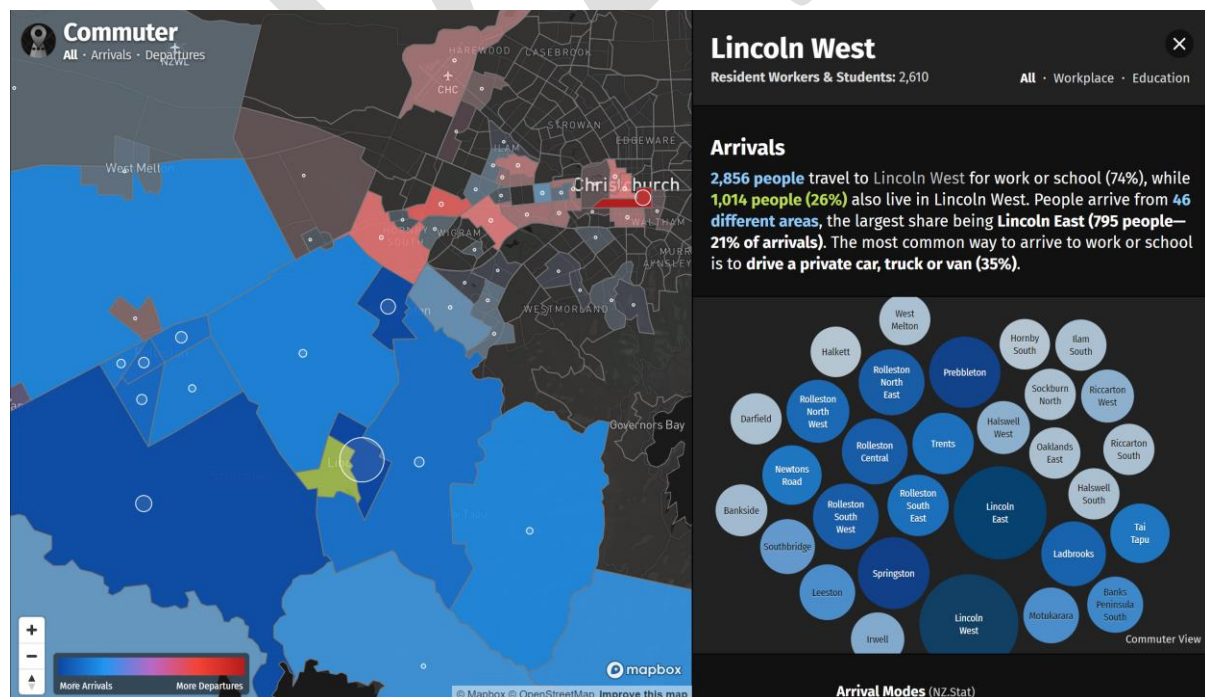 Commuter
All · Arrivals · Departures
NZWL
HAREWOOD
CASEBROOK
CHC
STROWAN
EDGEWARE
ILAM
West Melton
Christchurch
WALTHAM
HORNBY
SOUTH
WIGRAM
WESTMORLAND
Governors Bay
+
−
More Arrivals
More Departures
mapbox
© Mapbox © OpenStreetMap Improve this map
Lincoln West
Resident Workers & Students: 2,610
All · Workplace · Education
Arrivals
2,856 people travel to Lincoln West for work or school (74%), while
1,014 people (26%) also live in Lincoln West. People arrive from 46
different areas, the largest share being Lincoln East (795 people—
21% of arrivals). The most common way to arrive to work or school
is to drive a private car, truck or van (35%).
West
Melton
Halkett
Hornby
South
Ilam
South
Rolleston
North
East
Prebbleton
Sockburn
North
Riccarton
West
Rolleston
North
West
Darfield
Halswell
West
Rolleston
Central
Trents
Oaklands
East
Riccarton
South
Newtons
Road
Halswell
South
Bankside
Rolleston
South
West
Rolleston
South
East
Lincoln
East
Tai
Tapu
Southbridge
Ladbrooks
Springston
Leeston
Banks
Peninsula
South
Motukarara
Lincoln
West
Irwell
Commuter View
Arrival Modes (NZ.Stat)